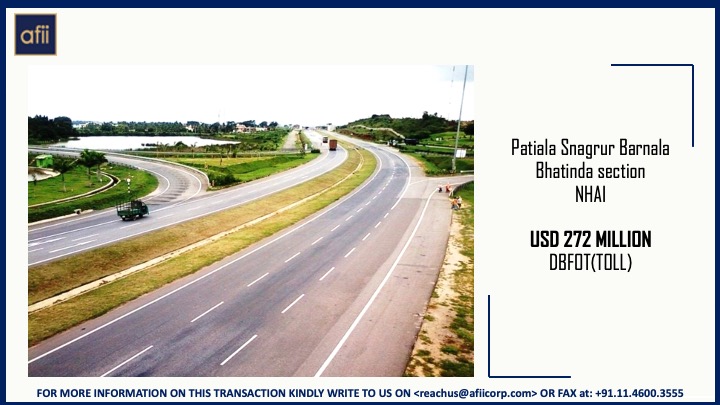 afii
Patiala Snagrur Barnala
Bhatinda section
NHAI
USD 272 MILLION
DBFOT(TOLL)
FOR MORE INFORMATION ON THIS TRANSACTION KINDLY WRITE TO US ON <reachus@afiicorp.com> OR FAX at: +91.11.4600.3555